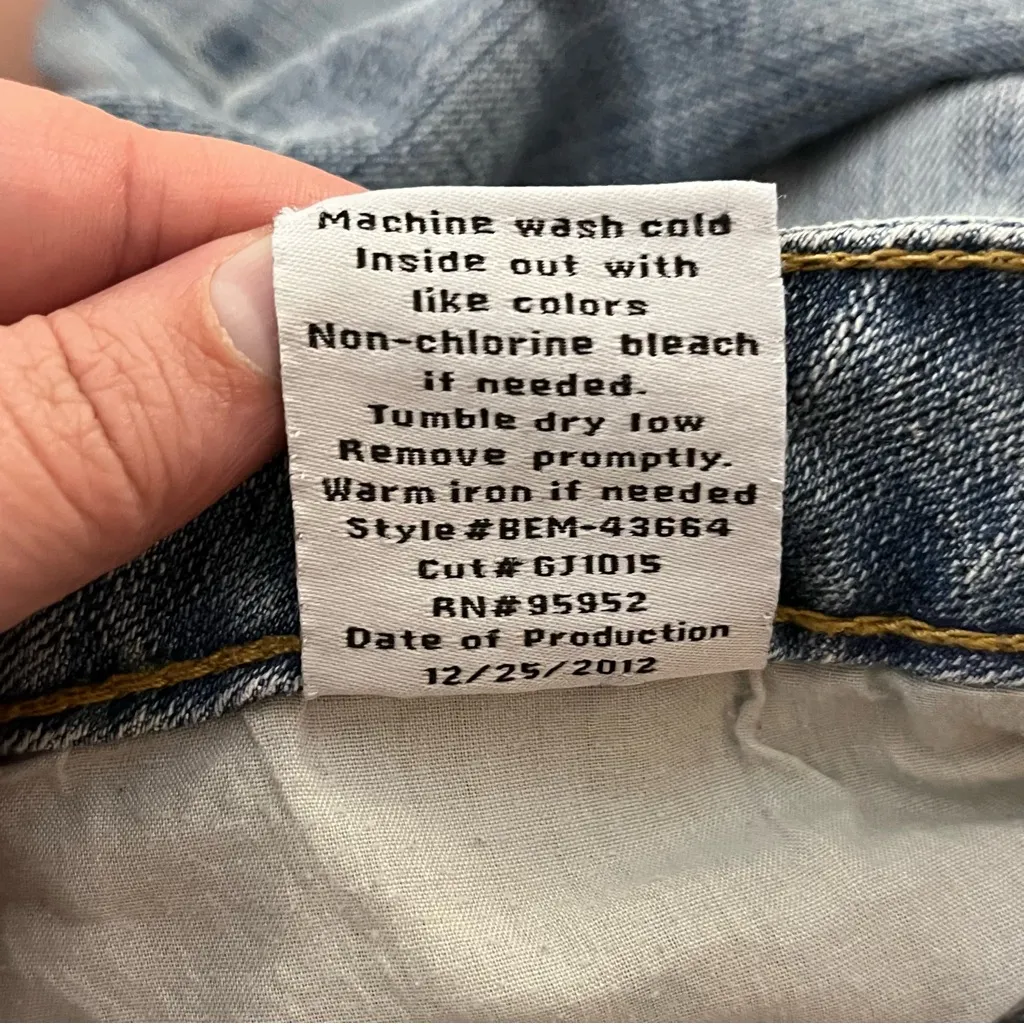 Machine wash cold
Inside out with
like colors
Non-chlorine bleach
if needed.
Tumble dry low
Remove promptly.
Warm iron if needed
Style #BEM-43664
Cut# GJ1015
RN# 95952
Date of Production
12/25/2012